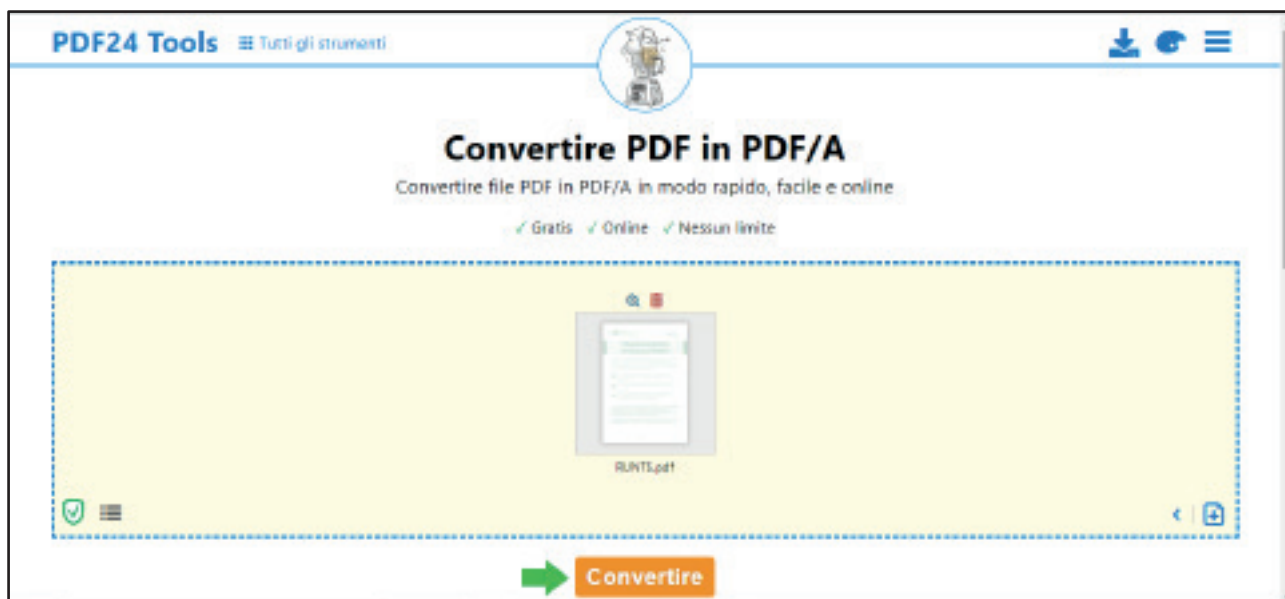 PDF24 Tools Tutti gli strumenti
Convertire PDF in PDF/A
Convertire file PDF in PDF/A in modo rapido, facile e online
✓ Gratis ✓ Online ✓ Nessun limite
RUNTS.pdf
Convertire